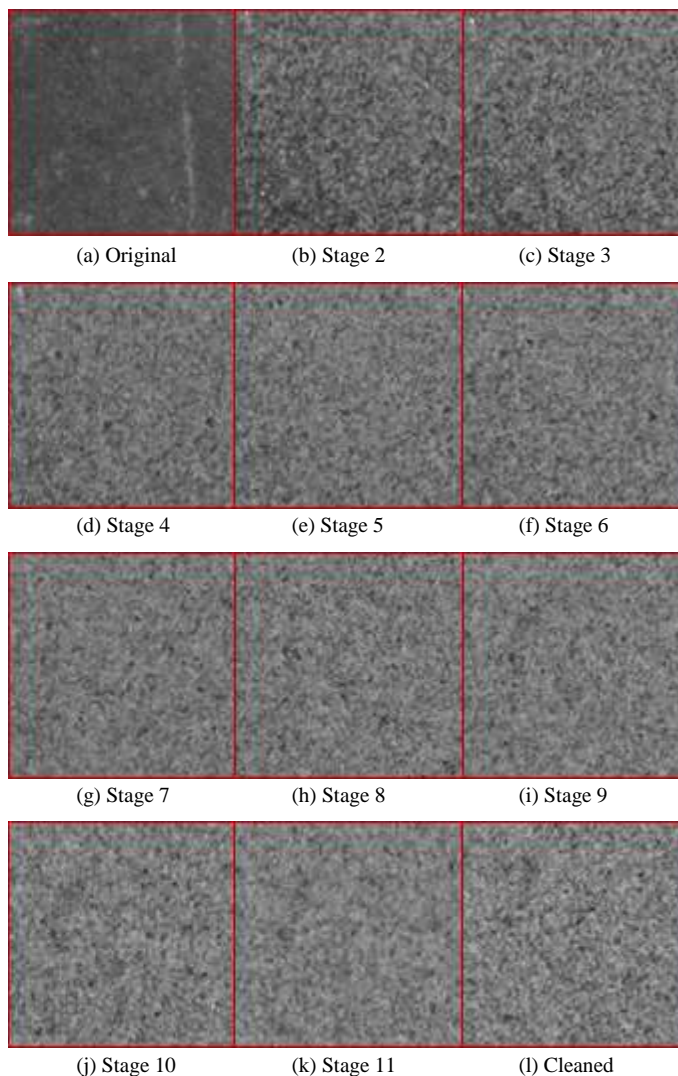 (a) Original (b) Stage 2 (c) Stage 3
(d) Stage 4 (e) Stage 5 (f) Stage 6
(g) Stage 7 (h) Stage 8 (i) Stage 9
(j) Stage 10 (k) Stage 11 (l) Cleaned